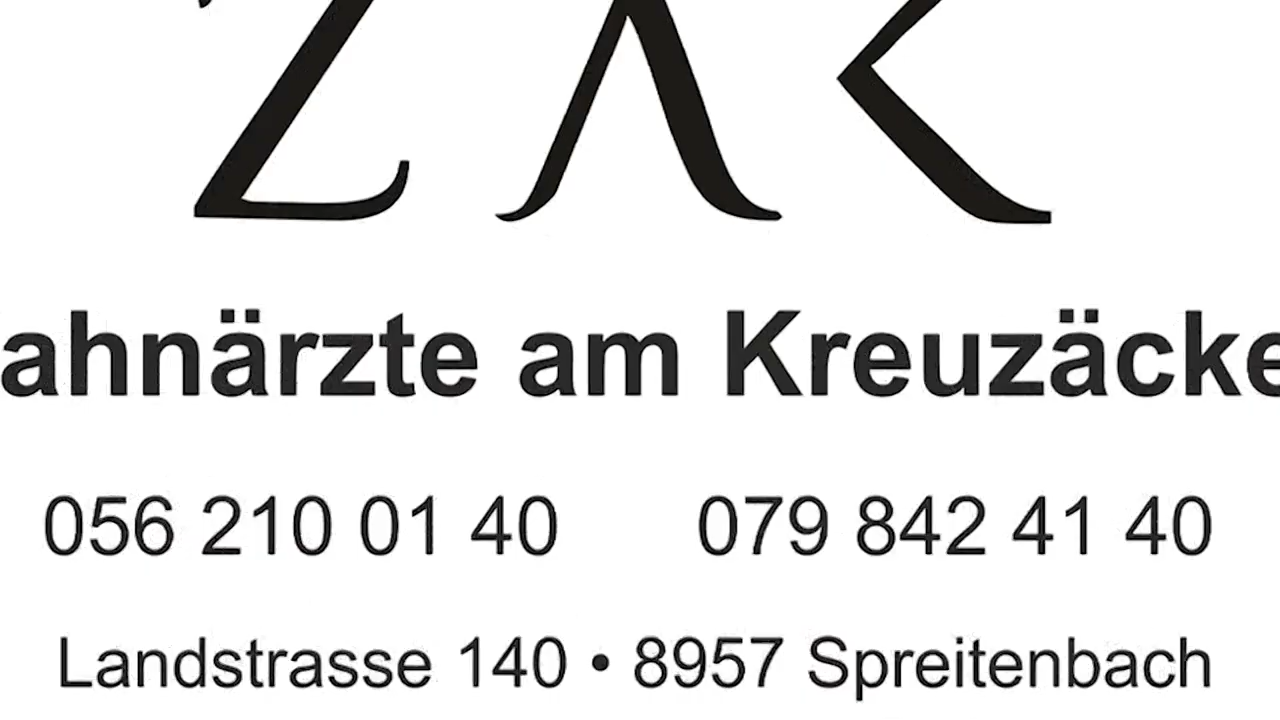 ZAK
ahnärzte am Kreuzäcke
056 210 01 40 079 842 41 40
Landstrasse 140 • 8957 Spreitenbach